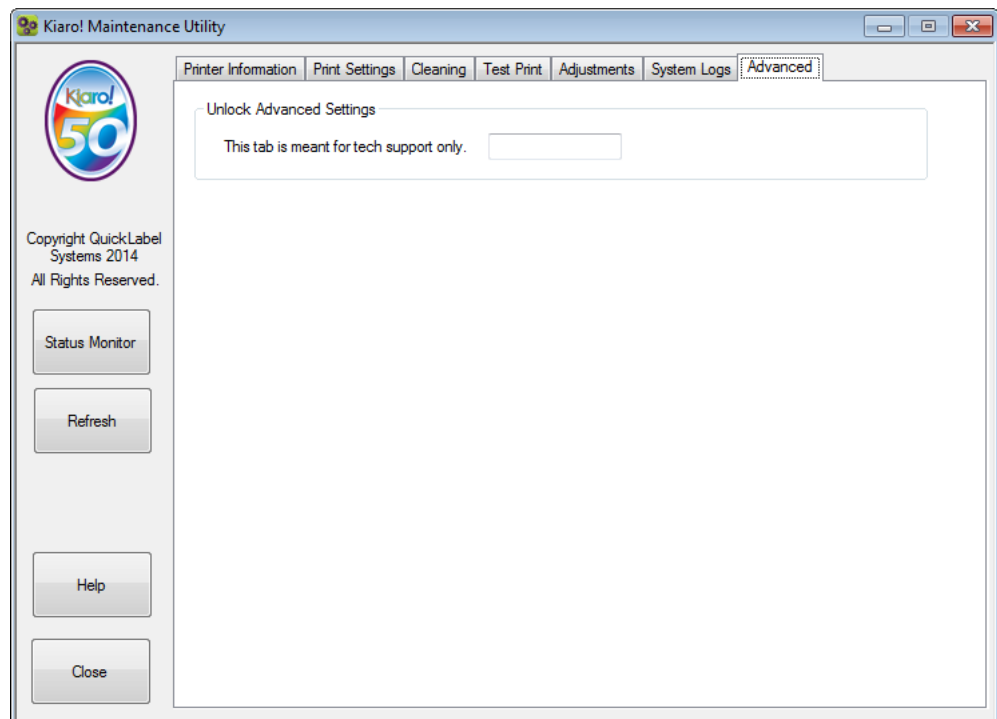 Kiaro! Maintenance Utility
Printer Information Print Settings Cleaning Test Print Adjustments System Logs Advanced
Kiaro!
50
Unlock Advanced Settings
This tab is meant for tech support only.
Copyright QuickLabel
Systems 2014
All Rights Reserved.
Status Monitor
Refresh
Help
Close